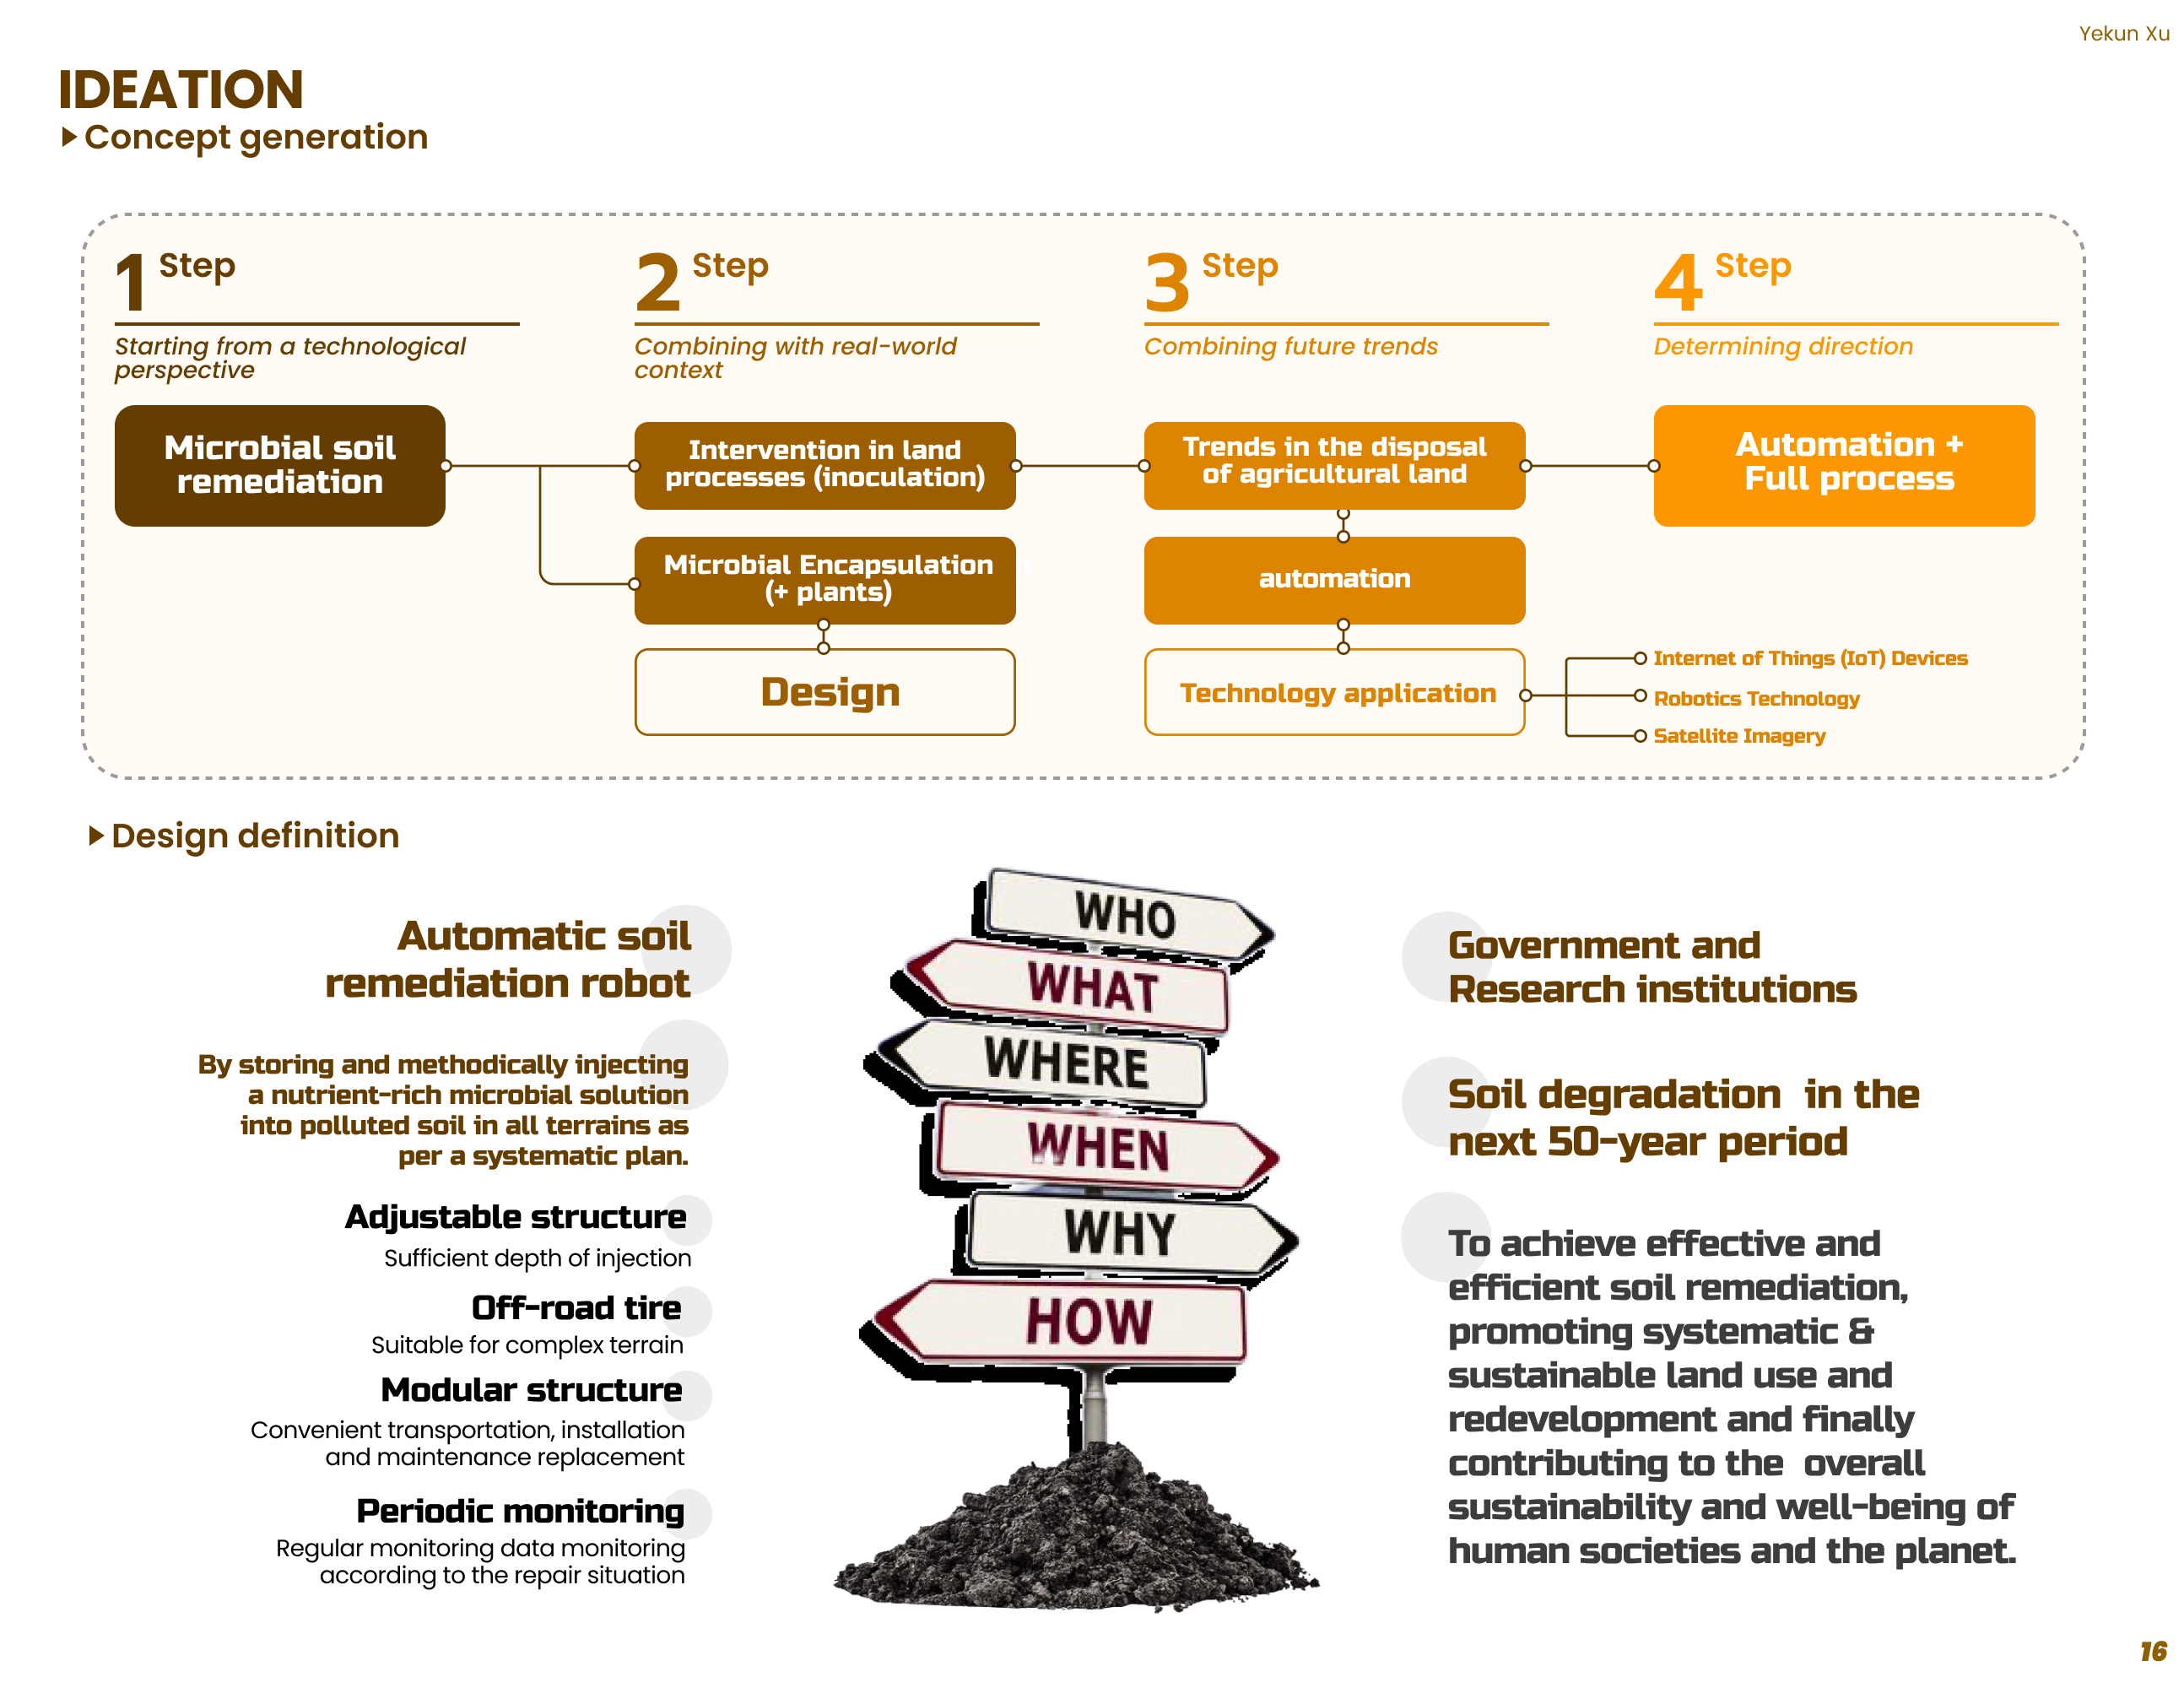 Yekun Xu
IDEATION
Concept generation
1 Step
Starting from a technological
perspective
Microbial soil
remediation
2 Step
Combining with real-world
context
Intervention in land
processes (inoculation)
Microbial Encapsulation
(+ plants)
Design
3 Step
Combining future trends
Trends in the disposal
of agricultural land
automation
Technology application
Internet of Things (IoT) Devices
Robotics Technology
Satellite Imagery
4 Step
Determining direction
Automation +
Full process
Design definition
Automatic soil
remediation robot
By storing and methodically injecting
a nutrient-rich microbial solution
into polluted soil in all terrains as
per a systematic plan.
Adjustable structure
Sufficient depth of injection
Off-road tire
Suitable for complex terrain
Modular structure
Convenient transportation, installation
and maintenance replacement
Periodic monitoring
Regular monitoring data monitoring
according to the repair situation
WHO
WHAT
WHERE
WHEN
WHY
HOW
Government and
Research institutions
Soil degradation  in the
next 50-year period
To achieve effective and
efficient soil remediation,
promoting systematic &
sustainable land use and
redevelopment and finally
contributing to the  overall
sustainability and well-being of
human societies and the planet.
16